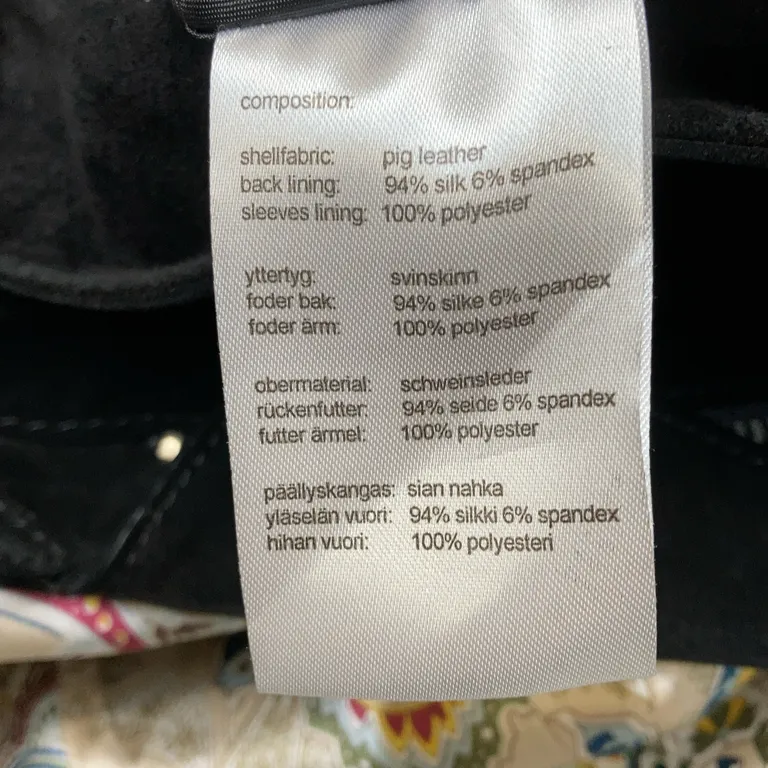 composition:
shellfabric: pig leather
back lining: 94% silk 6% spandex
sleeves lining: 100% polyester
yttertyg: svinskinn
foder bak: 94% silke 6% spandex
foder ärm: 100% polyester
obermaterial: schweinsleder
rückenfutter: 94% seide 6% spandex
futter ärmel: 100% polyester
päällyskangas: sian nahka
yläselän vuori: 94% silkki 6% spandex
hihan vuori: 100% polyesteri